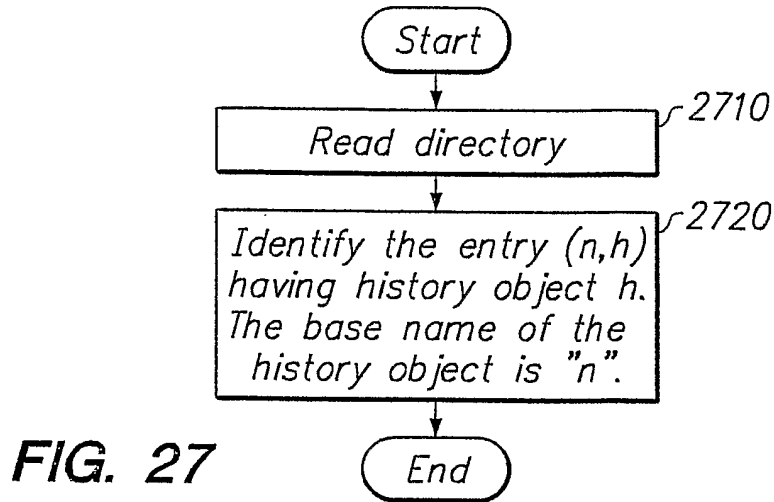 Start
Read directory
2710
Identify the entry (n,h)
having history object h.
The base name of the
history object is "n".
2720
End
FIG. 27